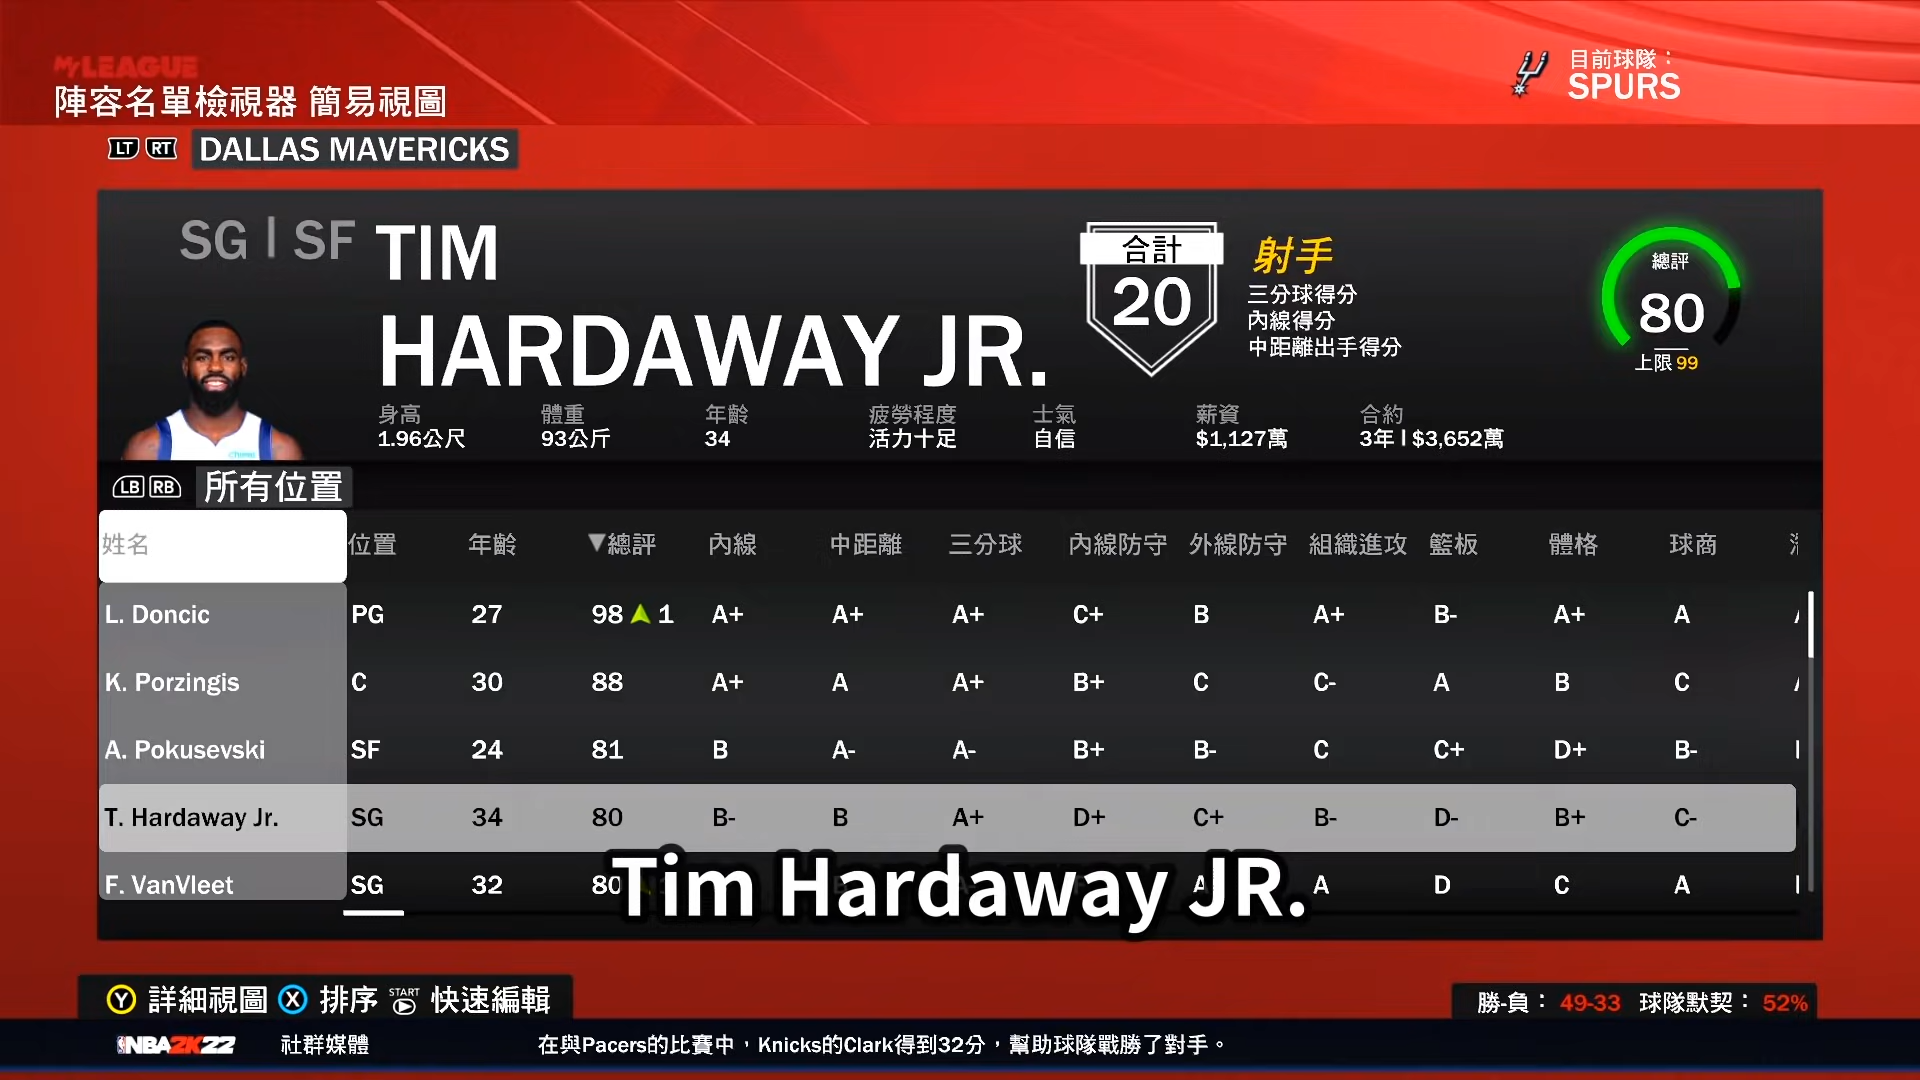 MyLEAGUE
陣容名單檢視器 簡易視圖
目前球隊：
SPURS
LT RT DALLAS MAVERICKS
SG | SF TIM
HARDAWAY JR.
合計
20
射手
三分球得分
內線得分
中距離出手得分
總評
80
上限 99
身高 體重 年齡 疲勞程度 士氣 薪資 合約
1.96公尺 93公斤 34 活力十足 自信 $1,127萬 3年 | $3,652萬
LB RB 所有位置
姓名 位置 年齡 ▼總評 內線 中距離 三分球 內線防守 外線防守 組織進攻 籃板 體格 球商
L. Doncic PG 27 98 ▲ 1 A+ A+ A+ C+ B A+ B- A+ A
K. Porzingis C 30 88 A+ A A+ B+ C C- A B C
A. Pokusevski SF 24 81 B A- A- B+ B- C C+ D+ B-
T. Hardaway Jr. SG 34 80 B- B A+ D+ C+ B- D- B+ C-
F. VanVleet SG 32 80 A D C A
Tim Hardaway JR.
Y 詳細視圖 X 排序 START 快速編輯
勝-負： 49-33 球隊默契： 52%
NBA2K22 社群媒體 在與Pacers的比賽中，Knicks的Clark得到32分，幫助球隊戰勝了對手。